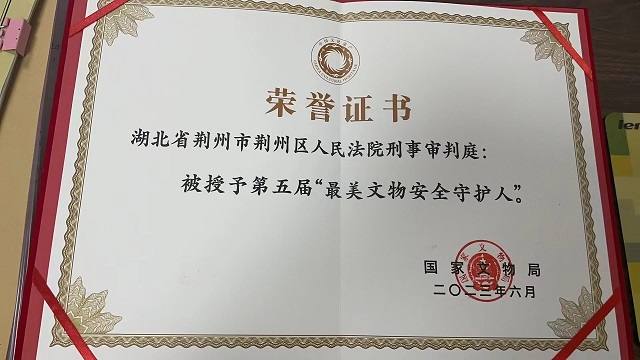 荣誉证书
湖北省荆州市荆州区人民法院刑事审判庭：
被授予第五届“最美文物安全守护人”。
国家文物局
二〇二三年六月